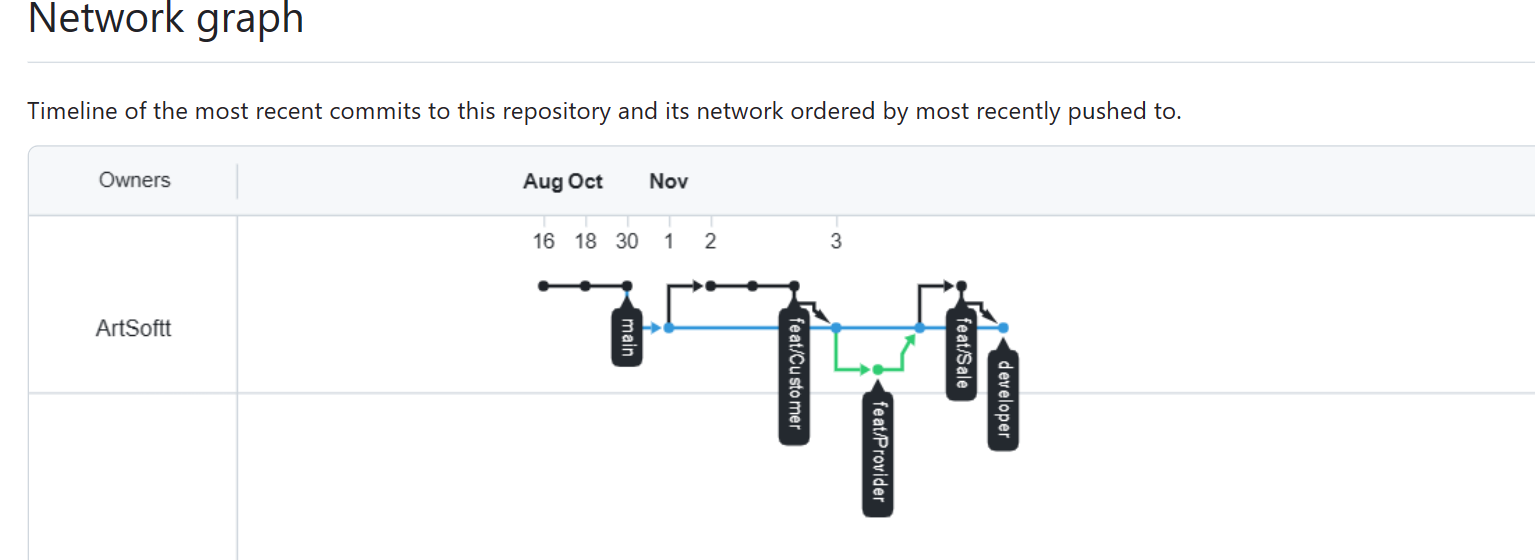 Network graph
Timeline of the most recent commits to this repository and its network ordered by most recently pushed to.
Owners
Aug Oct Nov
16 18 30 1 2 3
ArtSoftt
main
feat/Customer
feat/Provider
feat/Sale
developer